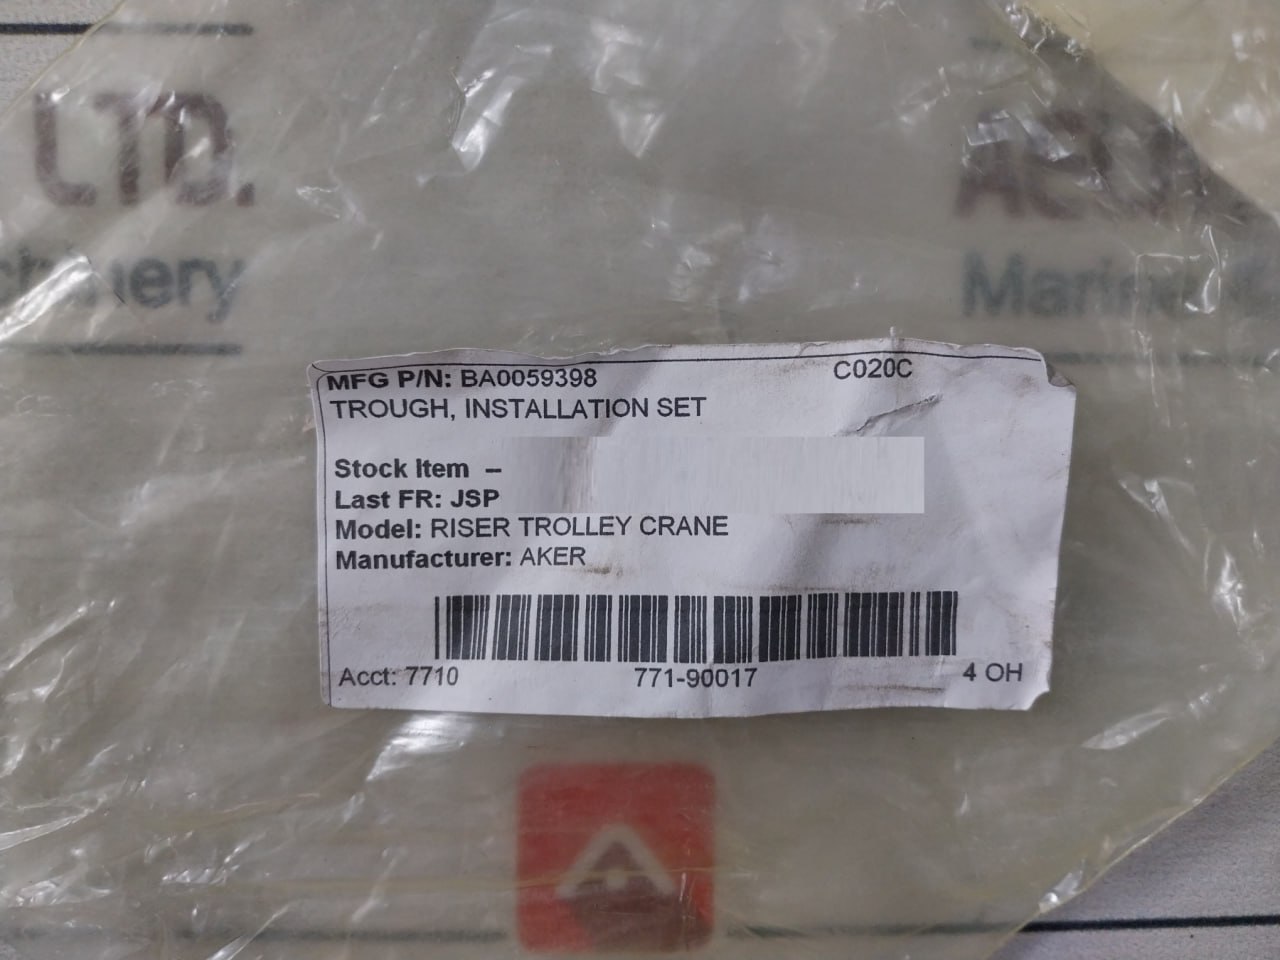 LTD.
Marine
MFG P/N: BA0059398 C020C
TROUGH, INSTALLATION SET
Stock Item –
Last FR: JSP
Model: RISER TROLLEY CRANE
Manufacturer: AKER
Acct: 7710 771-90017 4 OH